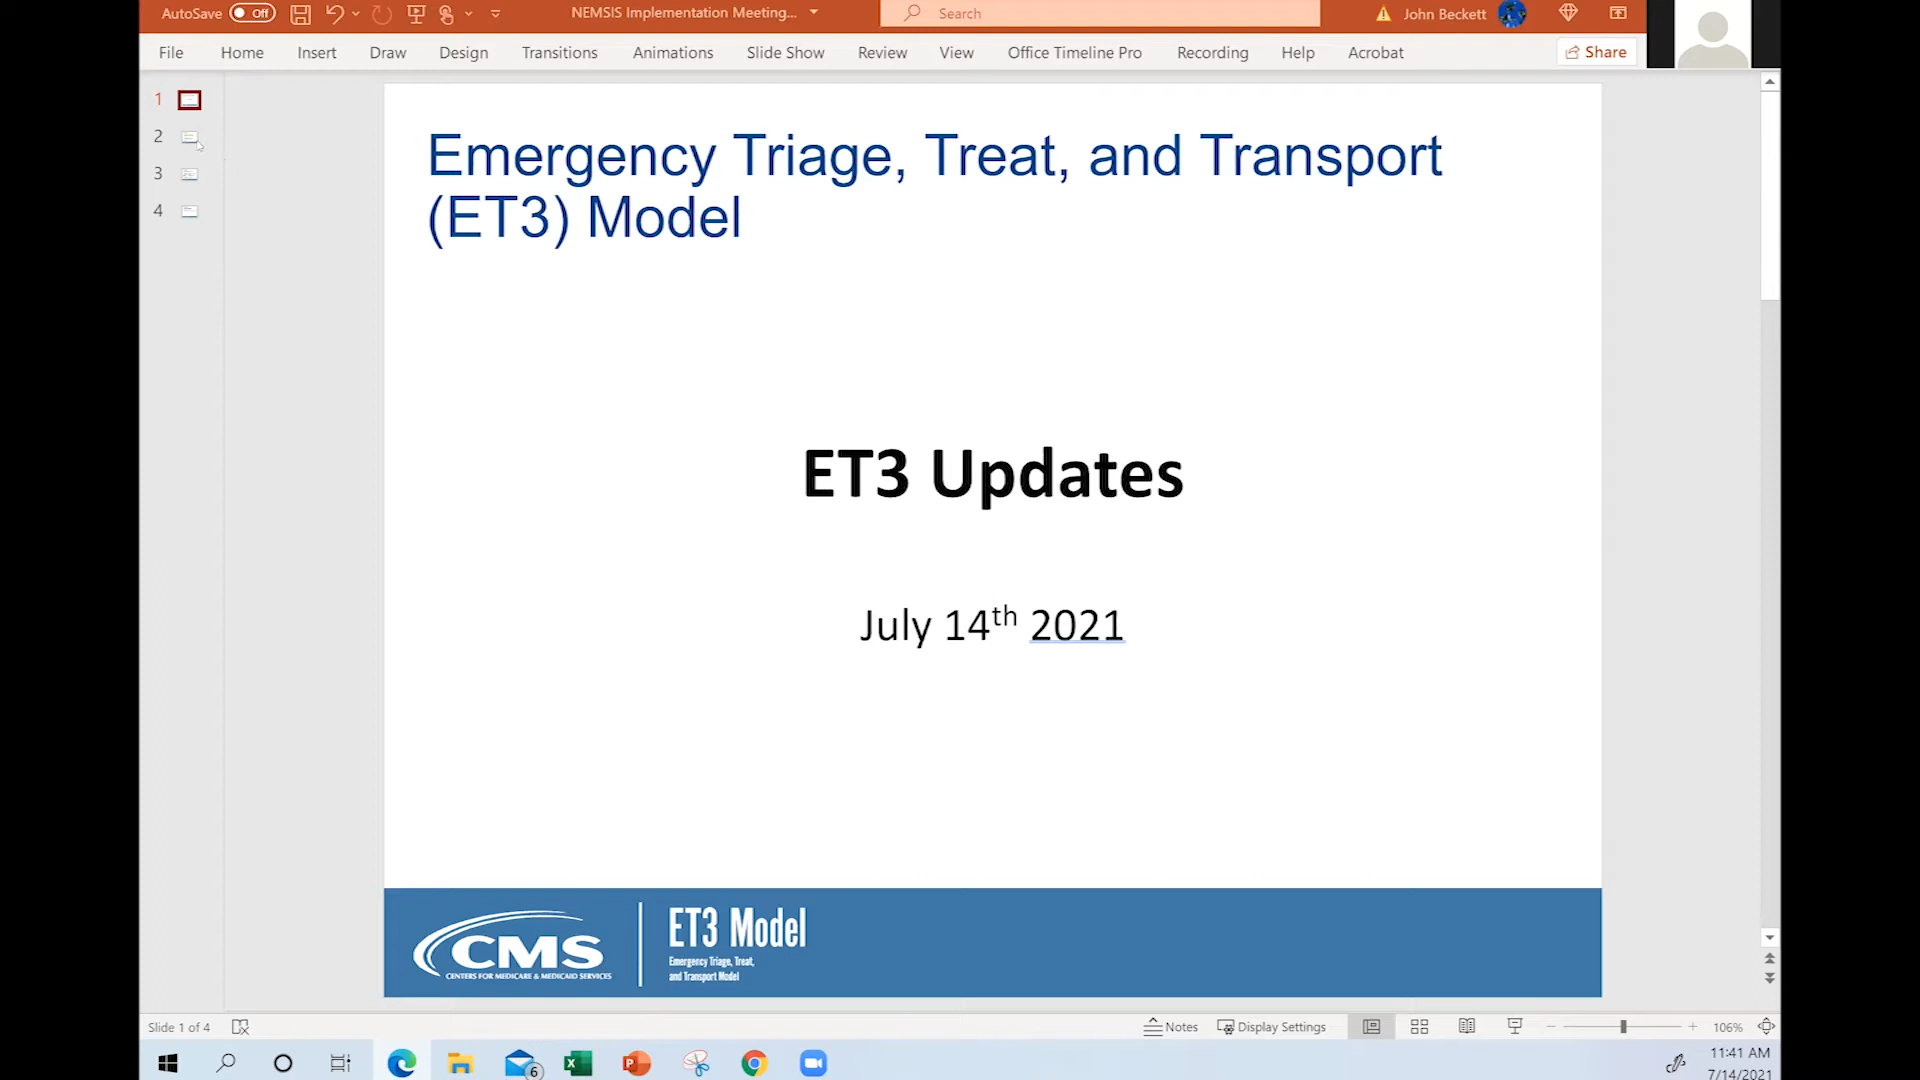 AutoSave Off NEMSIS Implementation Meeting... Search John Beckett
File Home Insert Draw Design Transitions Animations Slide Show Review View Office Timeline Pro Recording Help Acrobat Share
1
2
3
4
Emergency Triage, Treat, and Transport
(ET3) Model
ET3 Updates
July 14th 2021
CMS
CENTERS FOR MEDICARE & MEDICAID SERVICES
ET3 Model
Emergency Triage, Treat,
and Transport Model
Slide 1 of 4 Notes Display Settings 106%
6
11:41 AM
7/14/2021